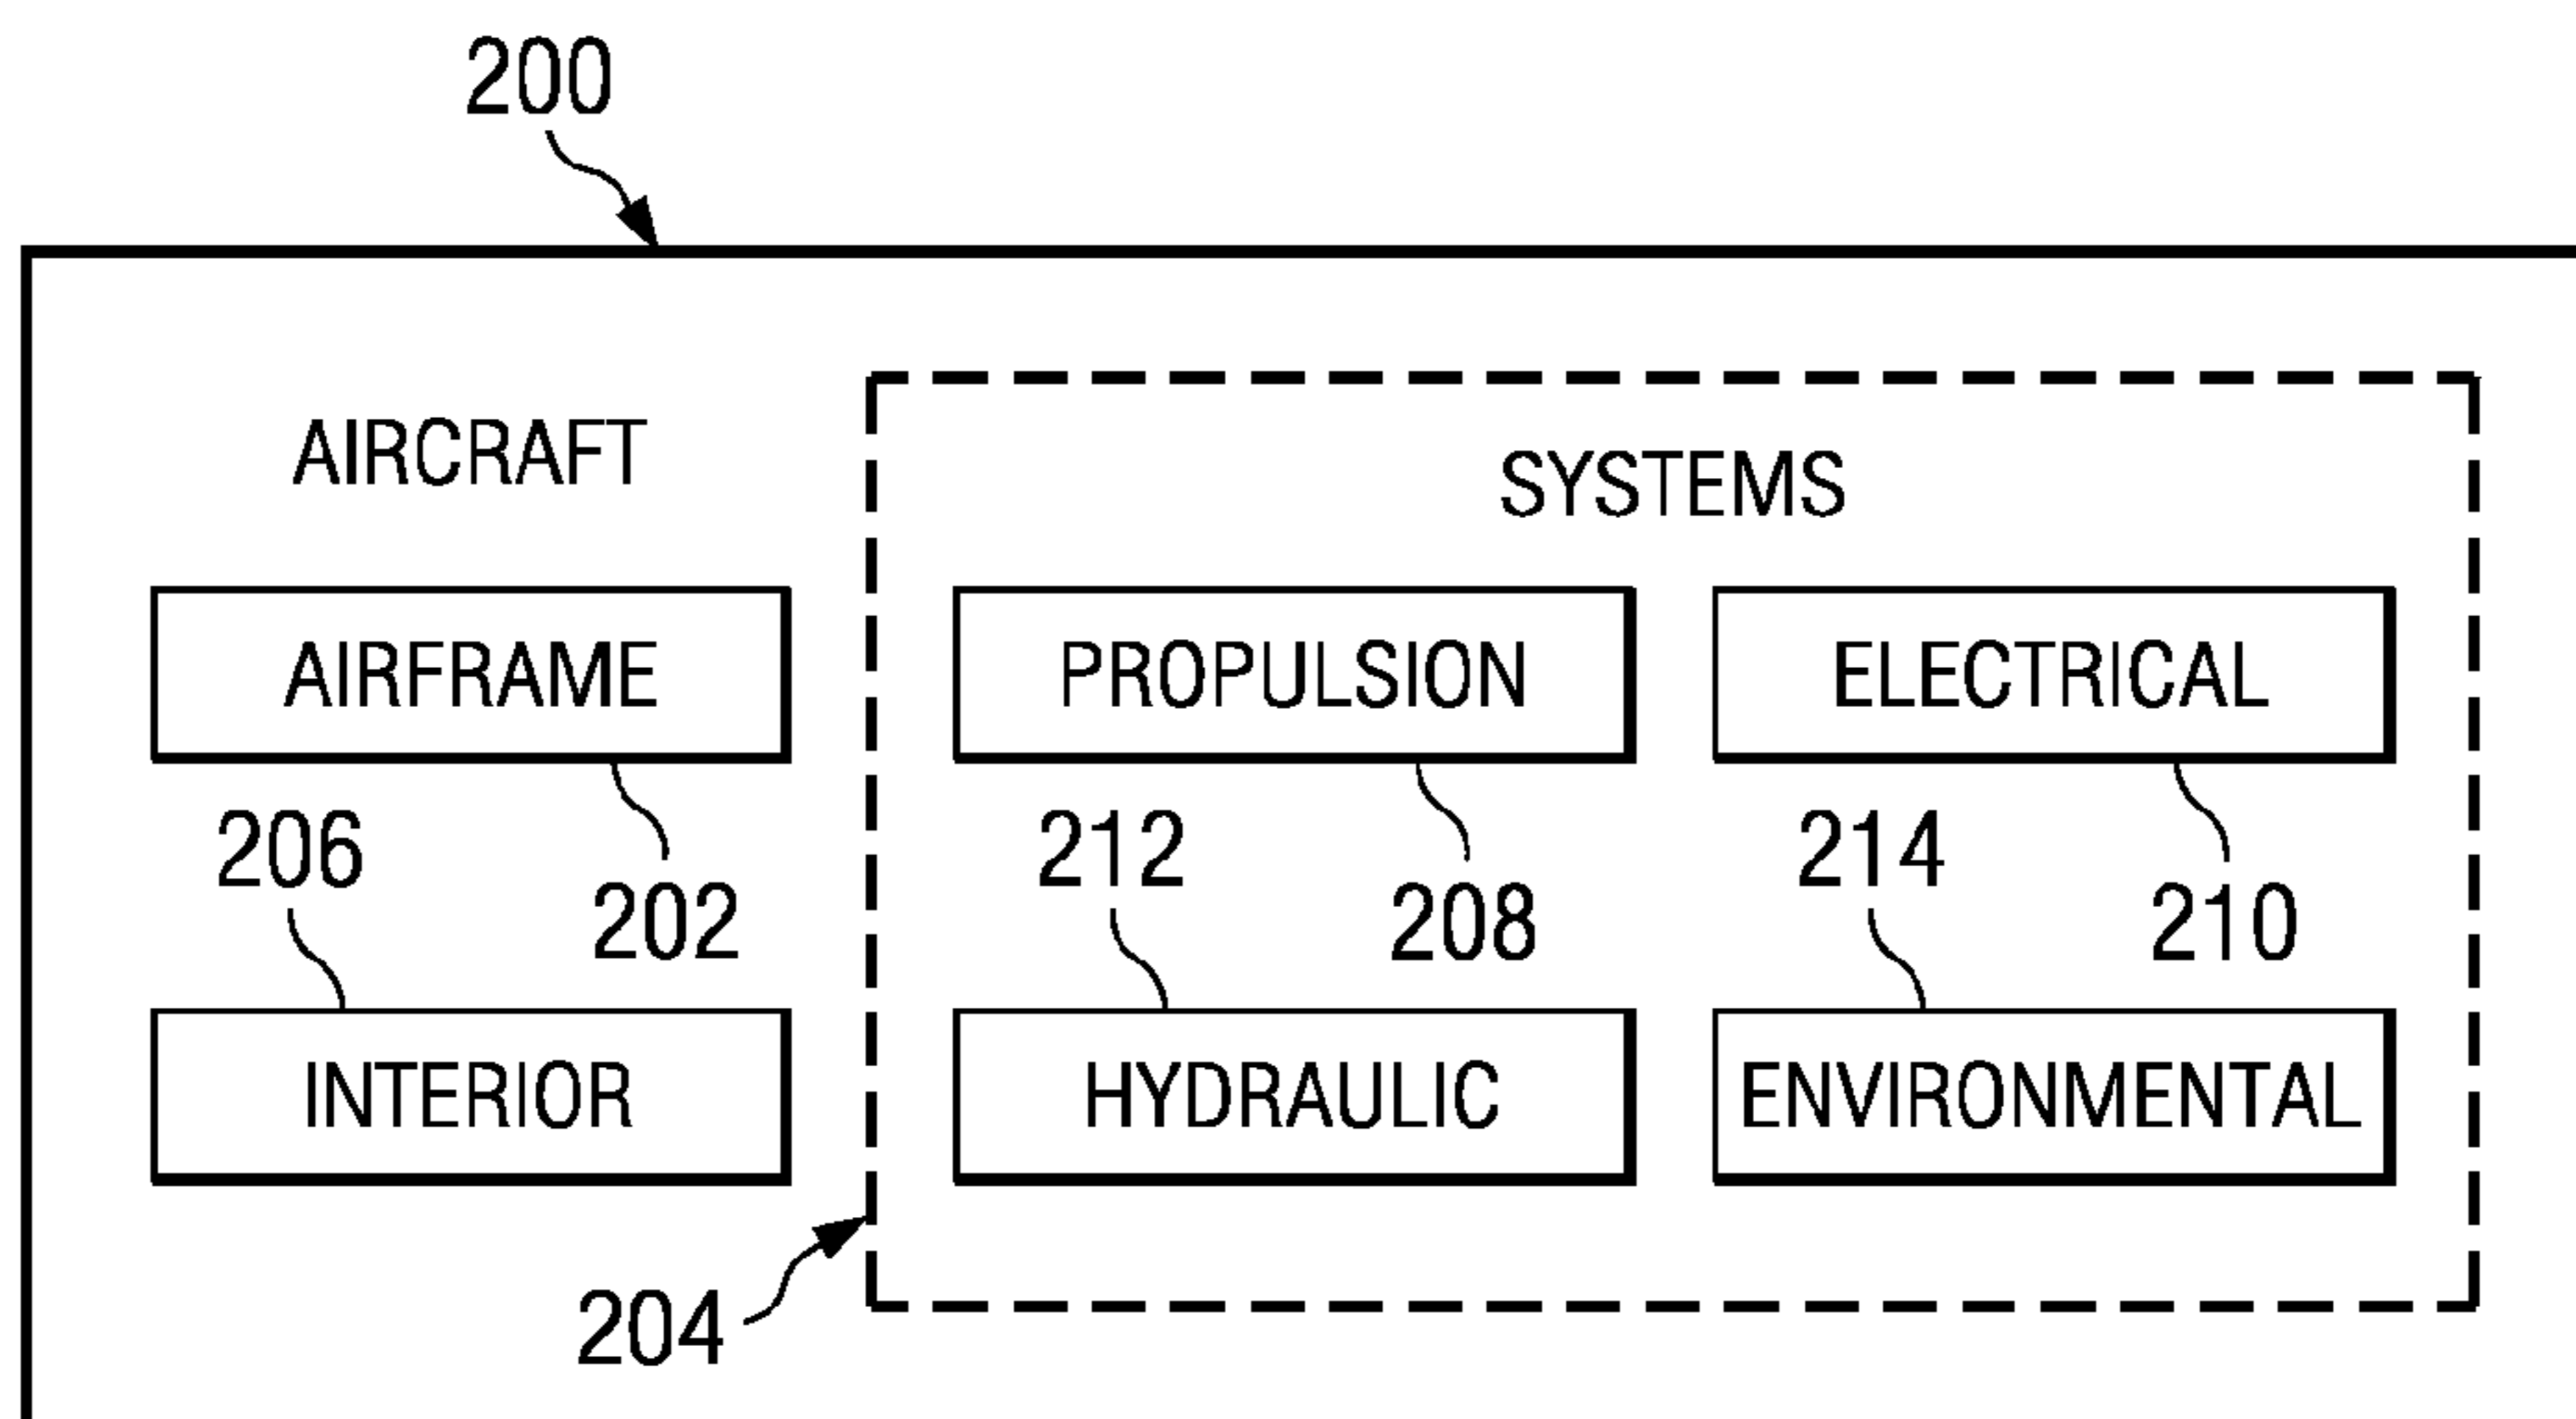 200
AIRCRAFT
SYSTEMS
AIRFRAME
PROPULSION
ELECTRICAL
206
202
212
208
214
210
INTERIOR
HYDRAULIC
ENVIRONMENTAL
204